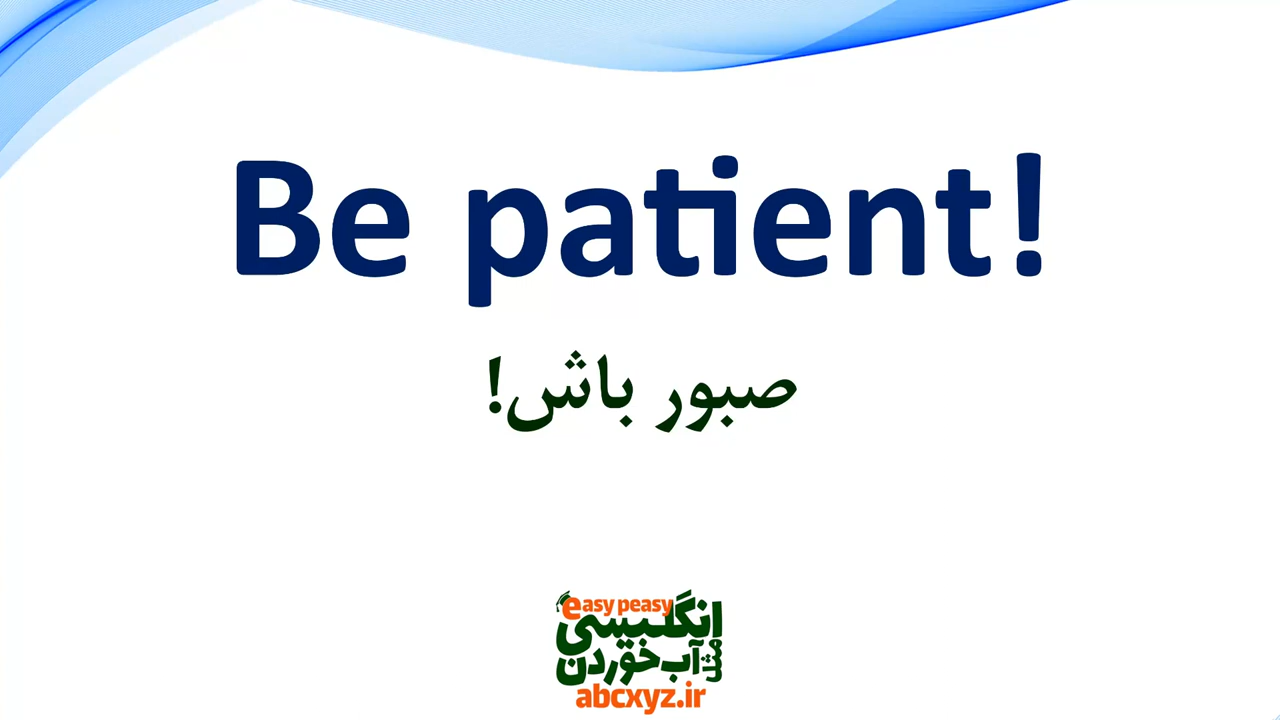 Be patient!
صبور باش!
easy peasy
انگلیسی
مثل آب خوردن
abcxyz.ir